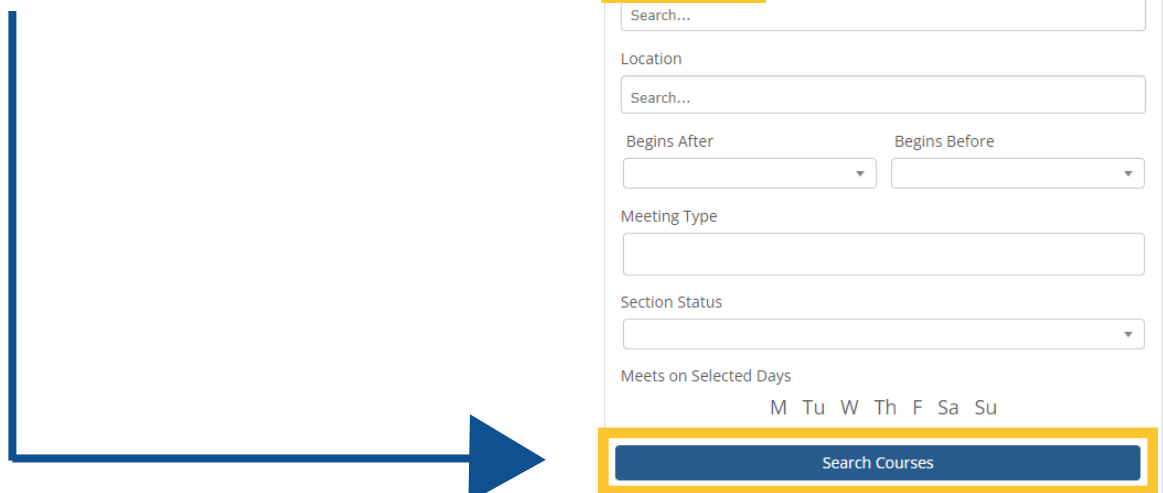 Search...
Location
Search...
Begins After Begins Before
Meeting Type
Section Status
Meets on Selected Days
M Tu W Th F Sa Su
Search Courses